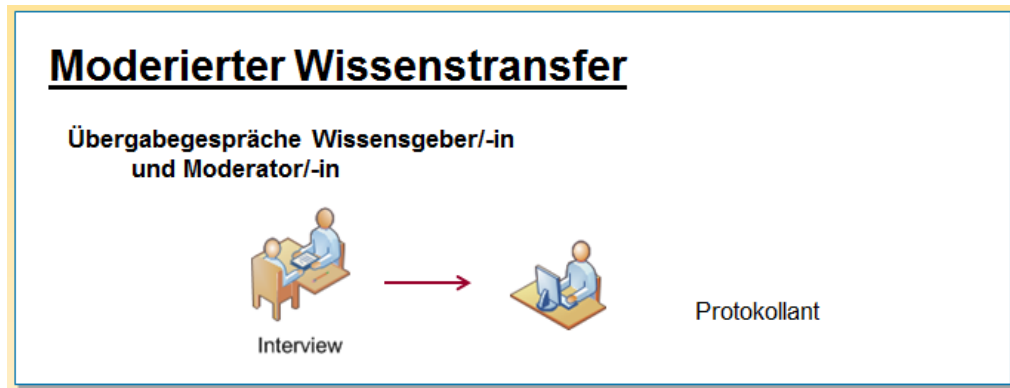 Moderierter Wissenstransfer
Übergabegespräche Wissensgeber/-in
und Moderator/-in
Protokollant
Interview